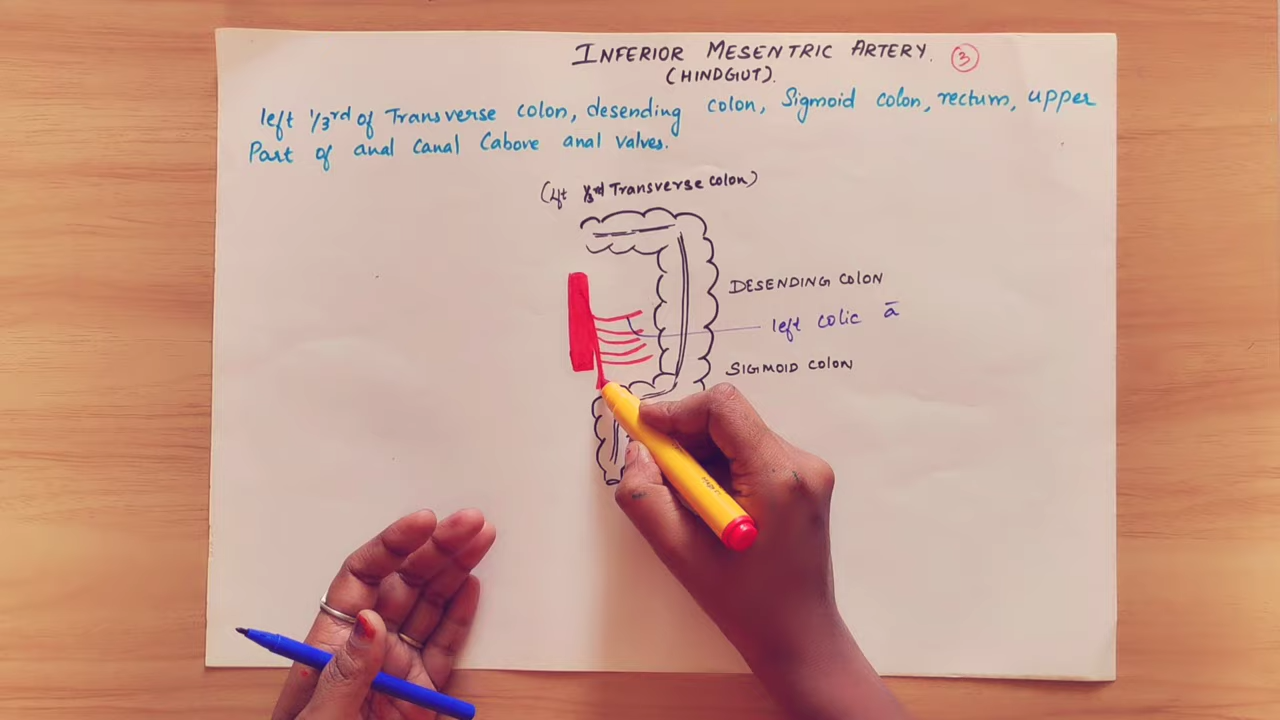 INFERIOR MESENTRIC ARTERY. 3
(HINDGUT).
left 1/3rd of Transverse colon, desending colon, Sigmoid colon, rectum, upper
Part of anal canal (above anal valves.
(Lft 1/3rd Transverse colon)
DESENDING COLON
left colic ā
SIGMOID COLON